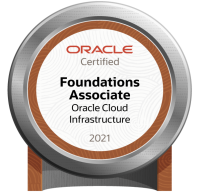 ORACLE
Certified
Foundations
Associate
Oracle Cloud
Infrastructure
2021